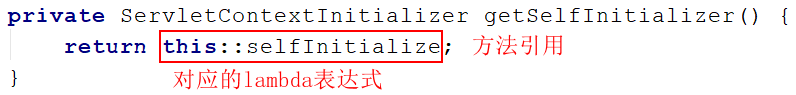 private ServletContextInitializer getSelfInitializer() {
return this::selfInitialize; 方法引用
} 对应的lambda表达式